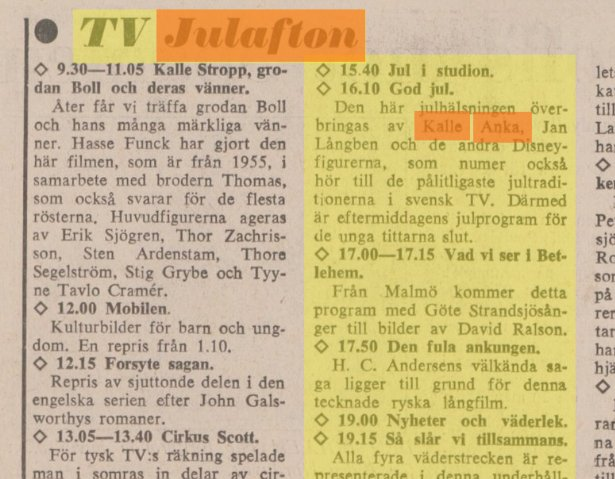 TV Julafton
◇ 9.30—11.05 Kalle Stropp, gro-
dan Boll och deras vänner.
Åter får vi träffa grodan Boll
och hans många märkliga vän-
ner. Hasse Funck har gjort den
här filmen, som är från 1955, i
samarbete med brodern Thomas,
som också svarar för de flesta
rösterna. Huvudfigurerna ageras
av Erik Sjögren, Thor Zachris-
son, Sten Ardenstam, Thore
Segelström, Stig Grybe och Tyy-
ne Tavlo Cramér.
◇ 12.00 Mobilen.
Kulturbilder för barn och ung-
dom. En repris från 1.10.
◇ 12.15 Forsyte sagan.
Repris av sjuttonde delen i den
engelska serien efter John Gals-
worthys romaner.
◇ 13.05—13.40 Cirkus Scott.
För tysk TV:s räkning spelade
man i somras in delar av cir-
◇ 15.40 Jul i studion.
◇ 16.10 God jul.
Den här julhälsningen över-
bringas av Kalle Anka, Jan
Långben och de andra Disney-
figurerna, som numer också
hör till de pålitligaste jultradi-
tionerna i svensk TV. Därmed
är eftermiddagens julprogram för
de unga tittarna slut.
◇ 17.00—17.15 Vad vi ser i Bet-
lehem.
Från Malmö kommer detta
program med Göte Strandsjösån-
ger till bilder av David Ralson.
◇ 17.50 Den fula ankungen.
H. C. Andersens välkända sa-
ga ligger till grund för denna
tecknade ryska långfilm.
◇ 19.00 Nyheter och väderlek.
◇ 19.15 Så slår vi tillsammans.
Alla fyra väderstrecken är re-
presenterade i denna underhåll-